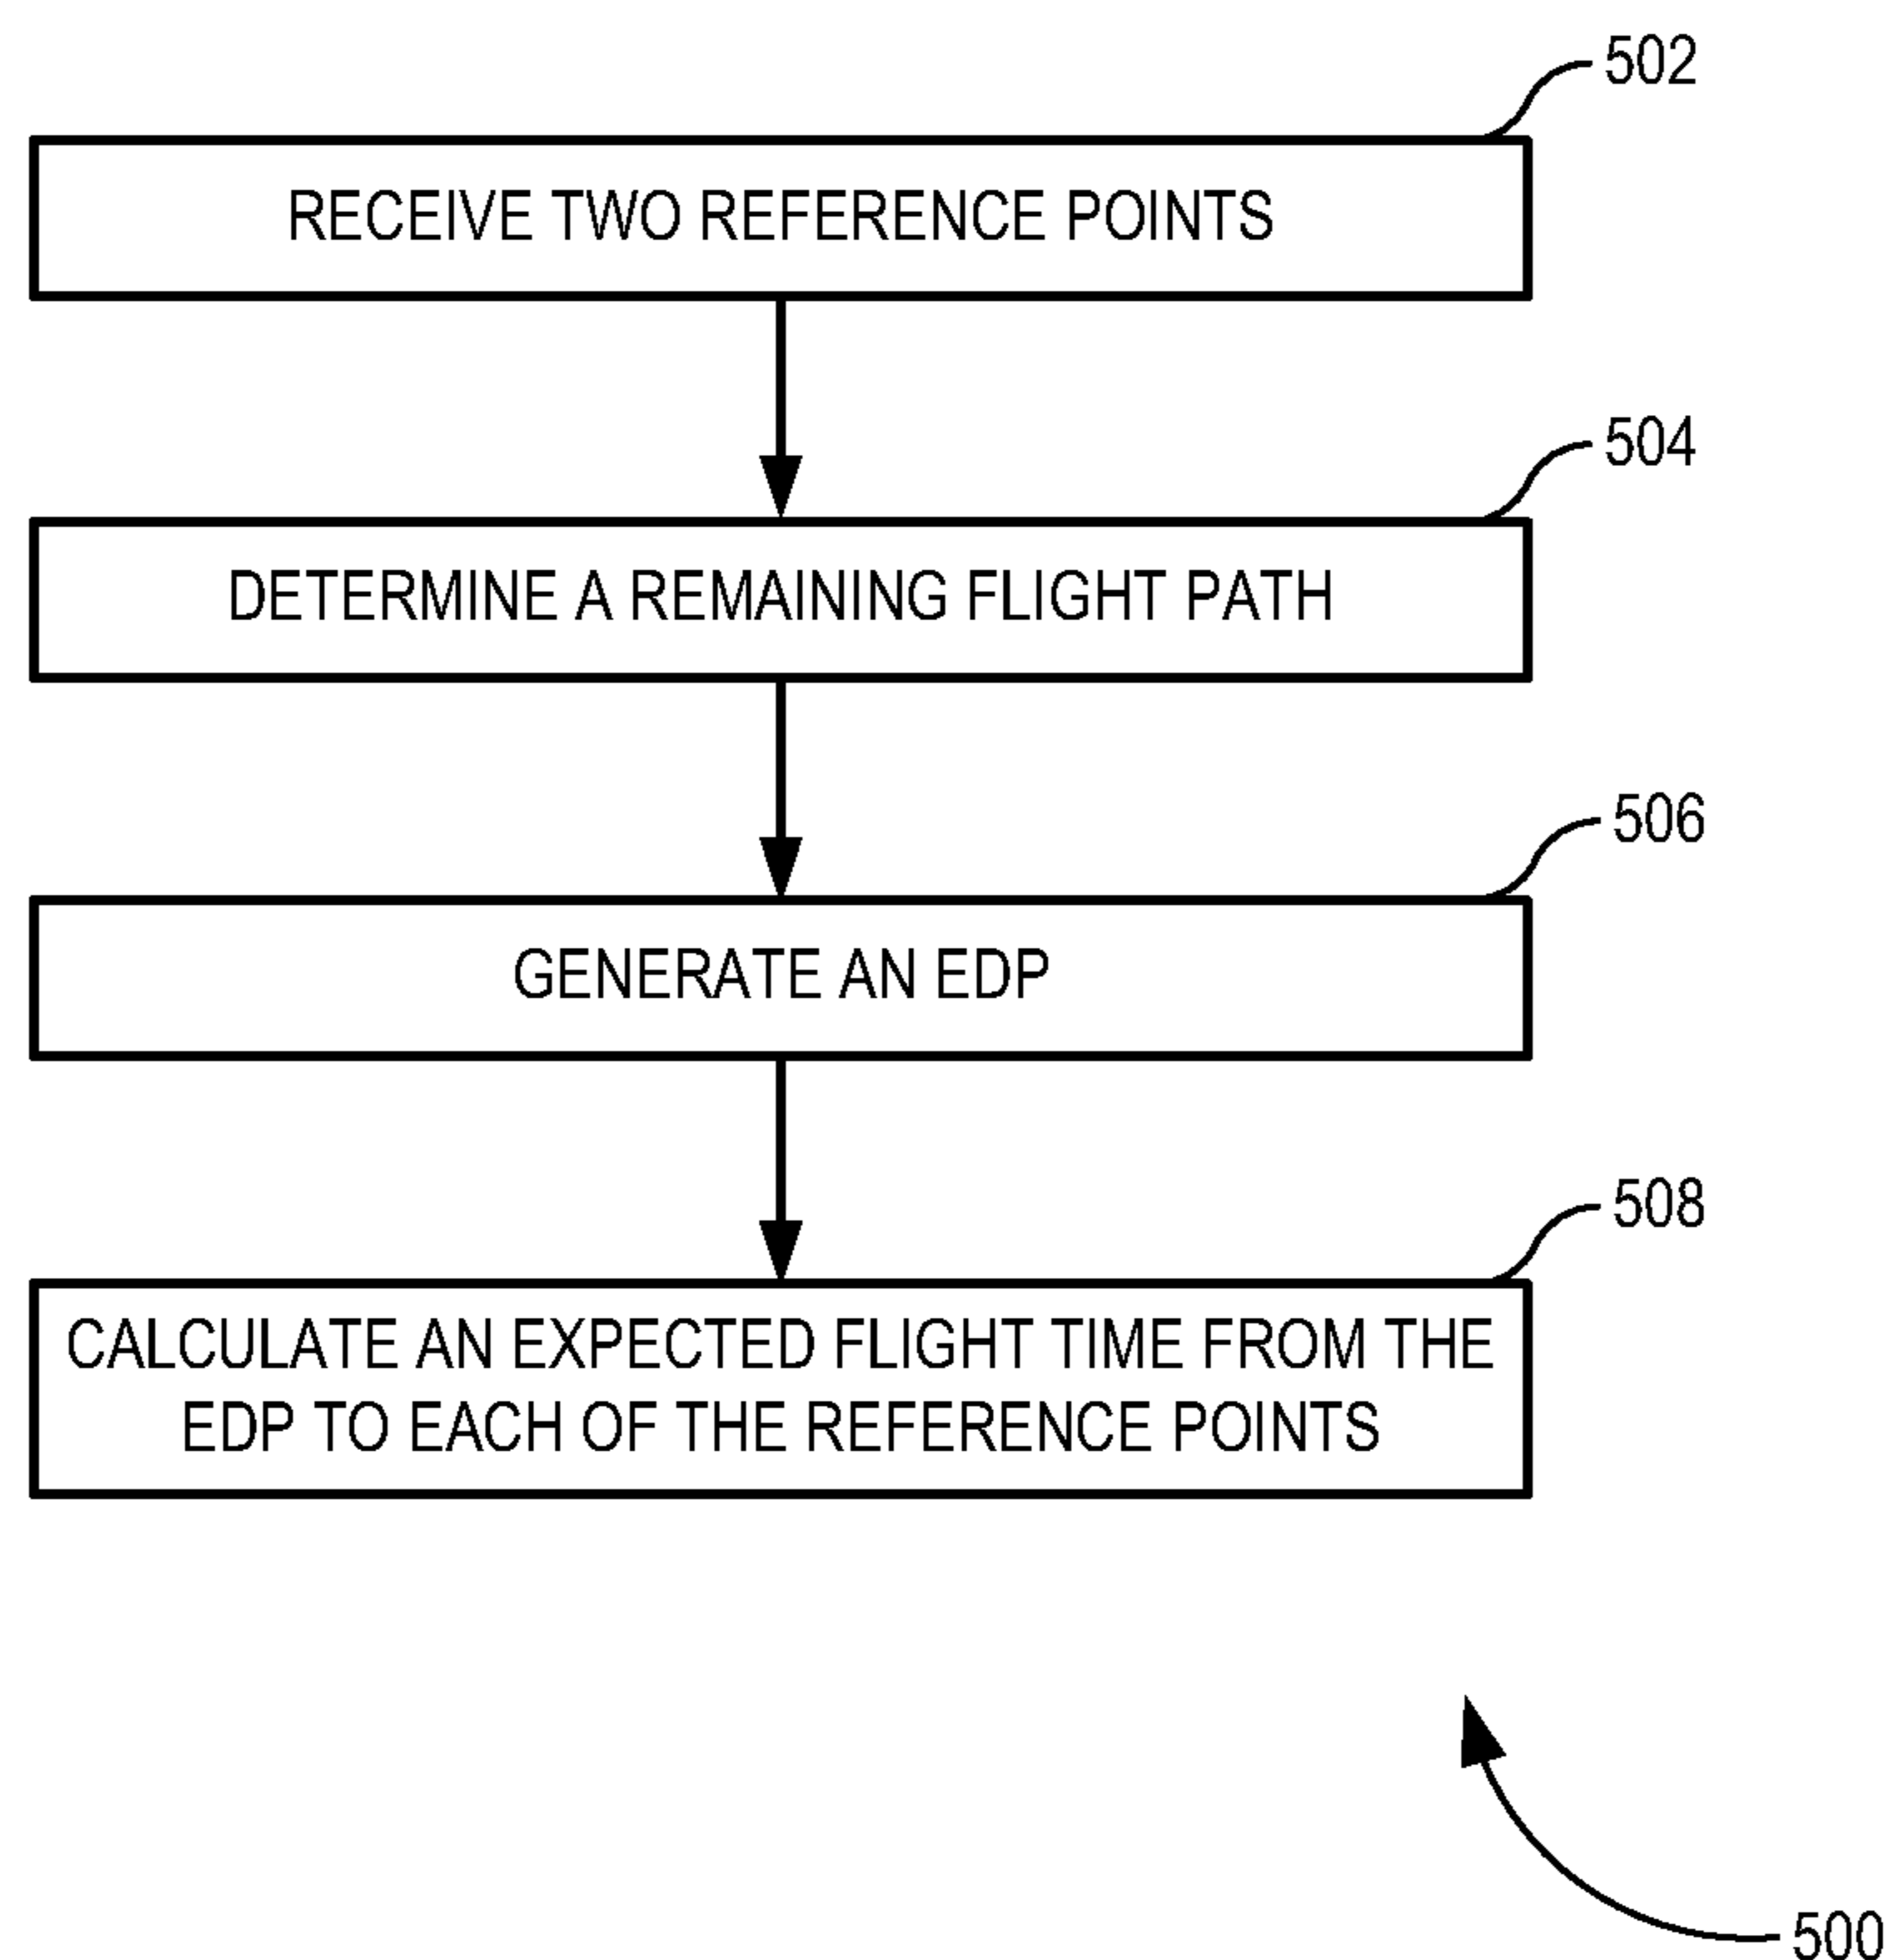 502
RECEIVE TWO REFERENCE POINTS
504
DETERMINE A REMAINING FLIGHT PATH
506
GENERATE AN EDP
508
CALCULATE AN EXPECTED FLIGHT TIME FROM THE
EDP TO EACH OF THE REFERENCE POINTS
500